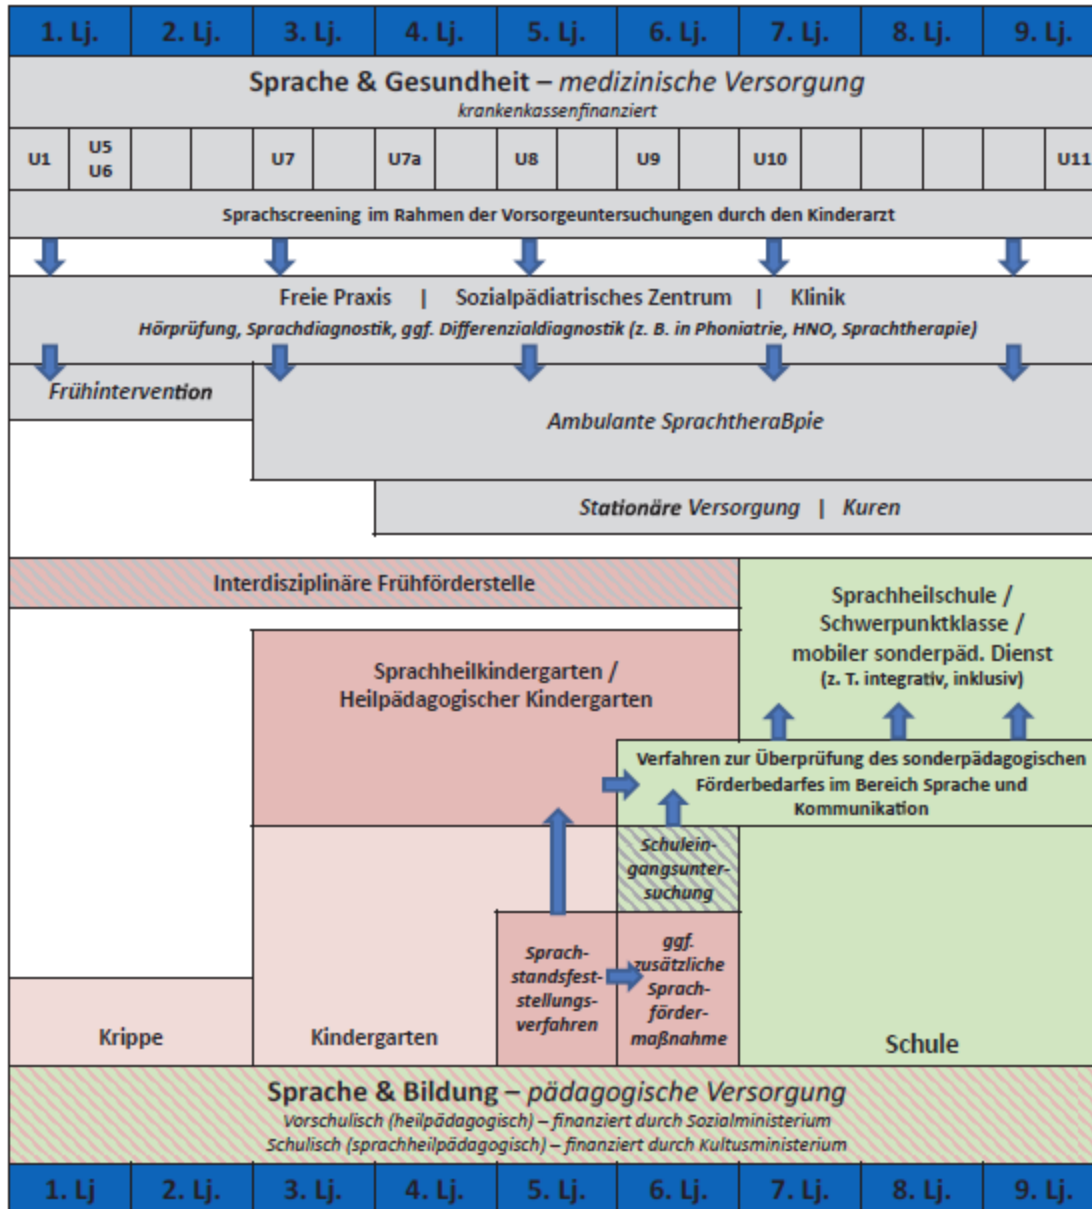 1. Lj. 2. Lj. 3. Lj. 4. Lj. 5. Lj. 6. Lj. 7. Lj. 8. Lj. 9. Lj.
Sprache & Gesundheit – medizinische Versorgung
krankenkassenfinanziert
U1 U5 U7 U7a U8 U9 U10 U11
U6
Sprachscreening im Rahmen der Vorsorgeuntersuchungen durch den Kinderarzt
Freie Praxis | Sozialpädiatrisches Zentrum | Klinik
Hörprüfung, Sprachdiagnostik, ggf. Differenzialdiagnostik (z. B. in Phoniatrie, HNO, Sprachtherapie)
Frühintervention
Ambulante SprachtheraBpie
Stationäre Versorgung | Kuren
Interdisziplinäre Frühförderstelle
Sprachheilschule /
Schwerpunktklasse /
mobiler sonderpäd. Dienst
(z. T. integrativ, inklusiv)
Sprachheilkindergarten /
Heilpädagogischer Kindergarten
Verfahren zur Überprüfung des sonderpädagogischen
Förderbedarfes im Bereich Sprache und
Kommunikation
Schulein-
gangsunter-
suchung
Sprach-
standsfest-
stellungs-
verfahren
ggf.
zusätzliche
Sprach-
förder-
maßnahme
Krippe
Kindergarten
Schule
Sprache & Bildung – pädagogische Versorgung
Vorschulisch (heilpädagogisch) – finanziert durch Sozialministerium
Schulisch (sprachheilpädagogisch) – finanziert durch Kultusministerium
1. Lj 2. Lj. 3. Lj. 4. Lj. 5. Lj. 6. Lj. 7. Lj. 8. Lj. 9. Lj.